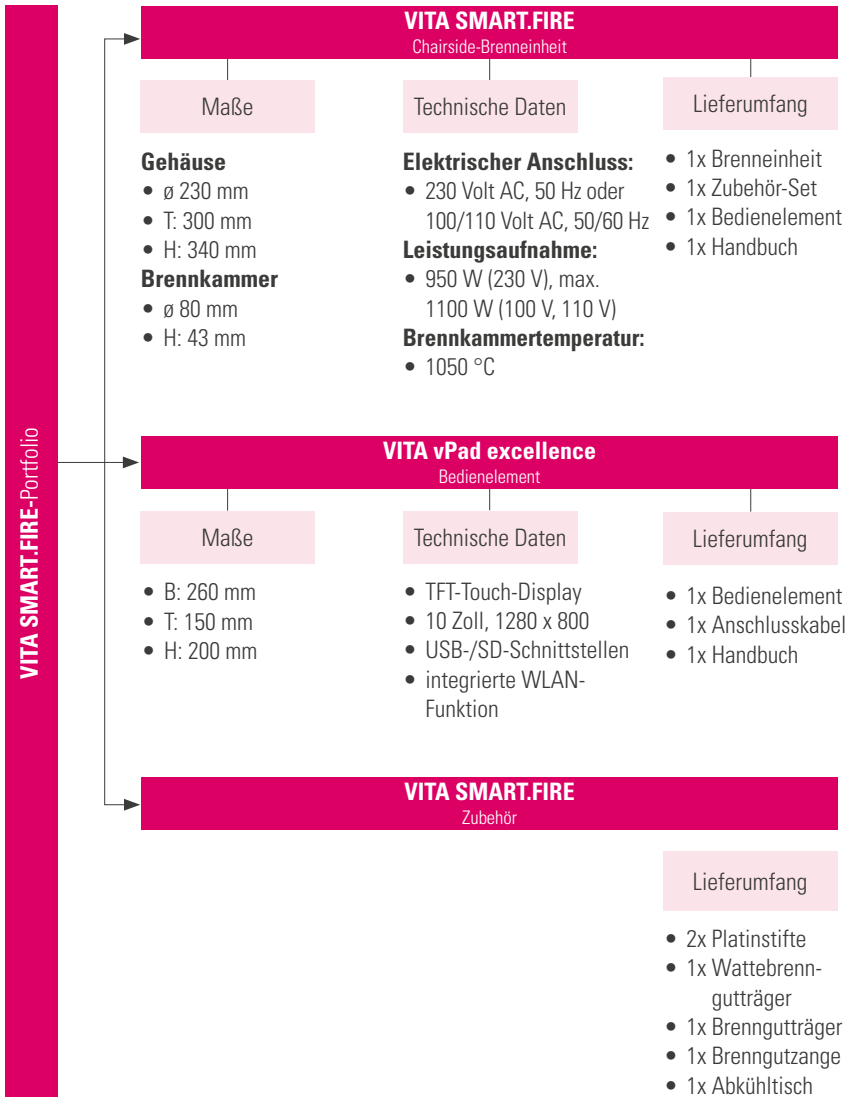 VITA SMART.FIRE-Portfolio
VITA SMART.FIRE
Chairside-Brenneinheit
Maße
Gehäuse
• ø 230 mm
• T: 300 mm
• H: 340 mm
Brennkammer
• ø 80 mm
• H: 43 mm
Technische Daten
Elektrischer Anschluss:
• 230 Volt AC, 50 Hz oder
100/110 Volt AC, 50/60 Hz
Leistungsaufnahme:
• 950 W (230 V), max.
1100 W (100 V, 110 V)
Brennkammertemperatur:
• 1050 °C
Lieferumfang
• 1x Brenneinheit
• 1x Zubehör-Set
• 1x Bedienelement
• 1x Handbuch
VITA vPad excellence
Bedienelement
Maße
• B: 260 mm
• T: 150 mm
• H: 200 mm
Technische Daten
• TFT-Touch-Display
• 10 Zoll, 1280 x 800
• USB-/SD-Schnittstellen
• integrierte WLAN-
Funktion
Lieferumfang
• 1x Bedienelement
• 1x Anschlusskabel
• 1x Handbuch
VITA SMART.FIRE
Zubehör
Lieferumfang
• 2x Platinstifte
• 1x Wattebrenn-
gutträger
• 1x Brenngutträger
• 1x Brenngutzange
• 1x Abkühltisch